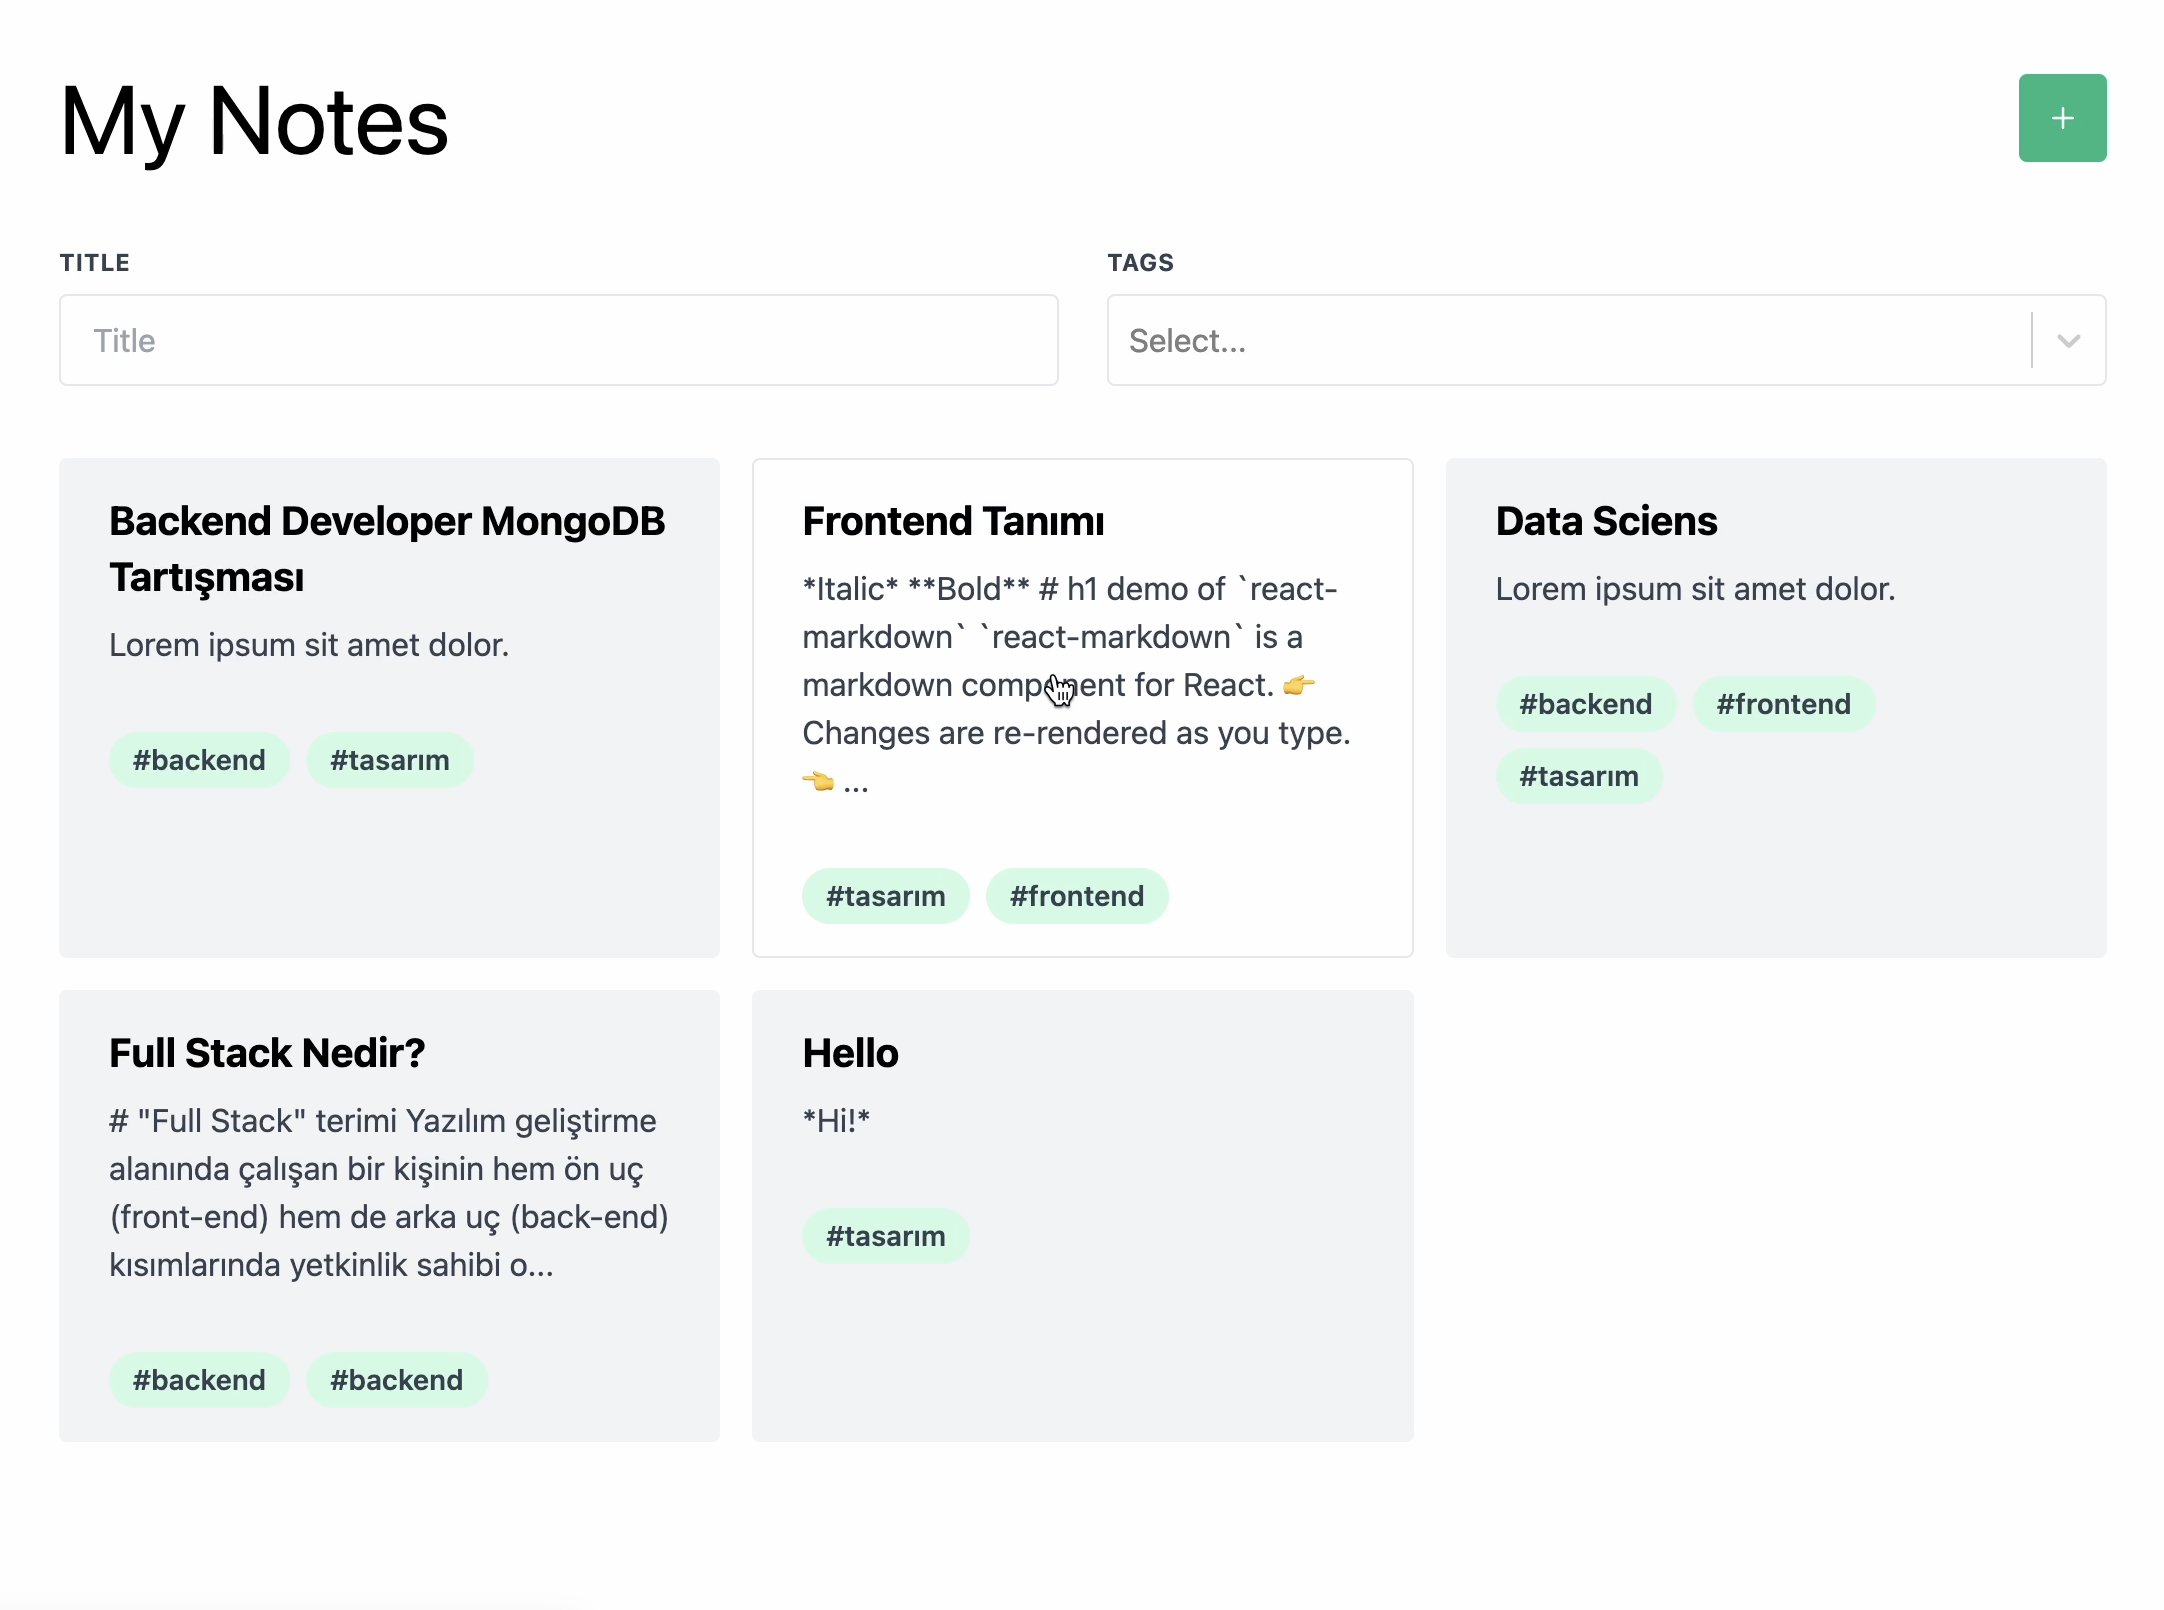 My Notes
+
TITLE
TAGS
Title
Select...
Backend Developer MongoDB
Tartışması
Lorem ipsum sit amet dolor.
#backend #tasarım
Frontend Tanımı
*Italic* **Bold** # h1 demo of `react-
markdown` `react-markdown` is a
markdown component for React. 👉
Changes are re-rendered as you type.
👈 ...
#tasarım #frontend
Data Sciens
Lorem ipsum sit amet dolor.
#backend #frontend
#tasarım
Full Stack Nedir?
# "Full Stack" terimi Yazılım geliştirme
alanında çalışan bir kişinin hem ön uç
(front-end) hem de arka uç (back-end)
kısımlarında yetkinlik sahibi o...
#backend #backend
Hello
*Hi!*
#tasarım